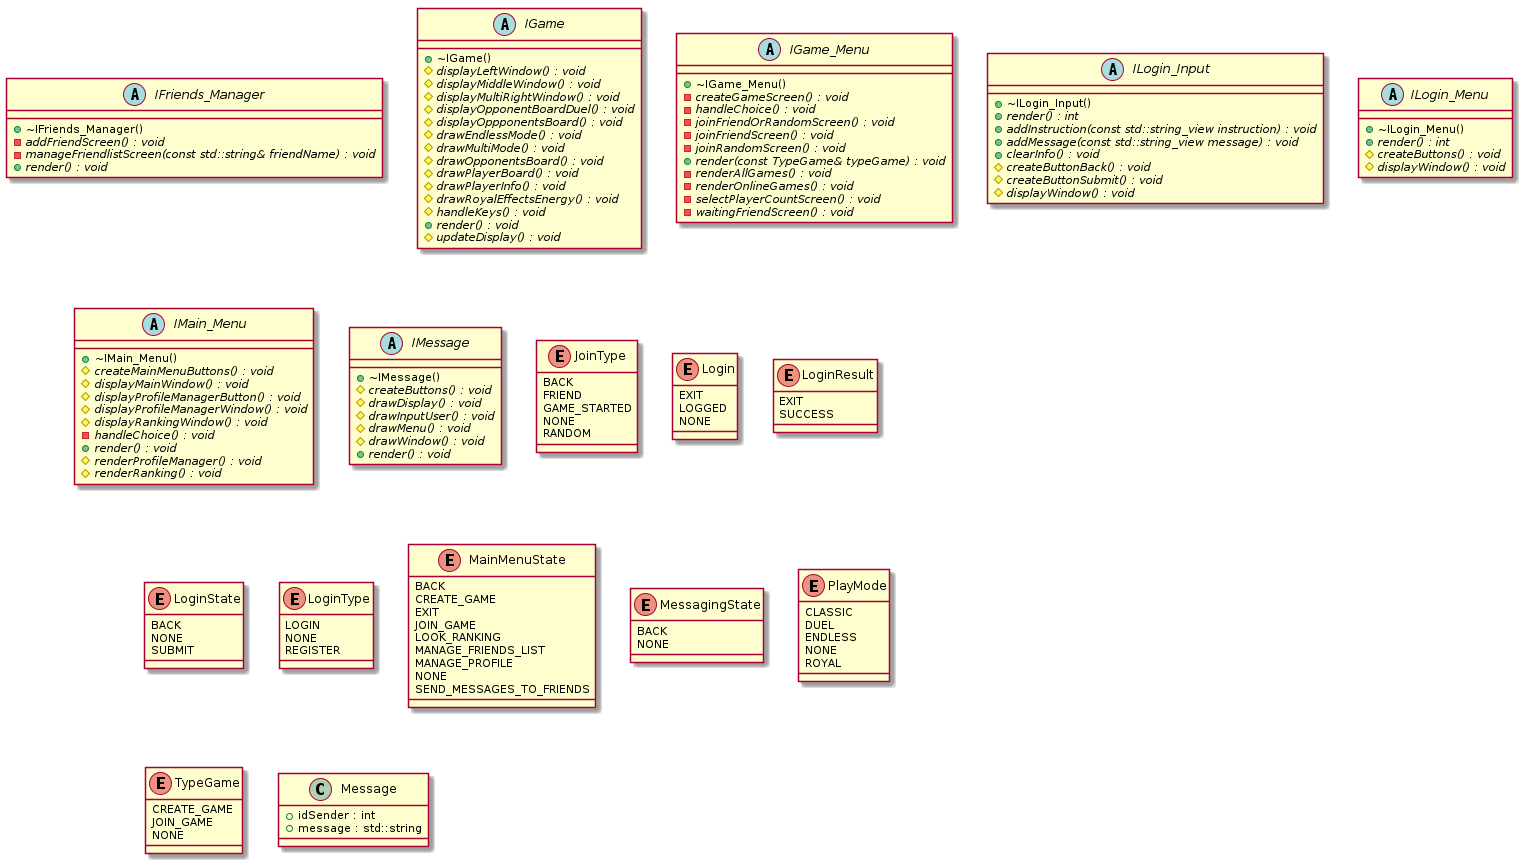 A IFriends_Manager
~IFriends_Manager()
addFriendScreen() : void
manageFriendlistScreen(const std::string& friendName) : void
render() : void
A IGame
~IGame()
displayLeftWindow() : void
displayMiddleWindow() : void
displayMultiRightWindow() : void
displayOpponentBoardDuel() : void
displayOppponentsBoard() : void
drawEndlessMode() : void
drawMultiMode() : void
drawOpponentsBoard() : void
drawPlayerBoard() : void
drawPlayerInfo() : void
drawRoyalEffectsEnergy() : void
handleKeys() : void
render() : void
updateDisplay() : void
A IGame_Menu
~IGame_Menu()
createGameScreen() : void
handleChoice() : void
joinFriendOrRandomScreen() : void
joinFriendScreen() : void
joinRandomScreen() : void
render(const TypeGame& typeGame) : void
renderAllGames() : void
renderOnlineGames() : void
selectPlayerCountScreen() : void
waitingFriendScreen() : void
A ILogin_Input
~ILogin_Input()
render() : int
addInstruction(const std::string_view instruction) : void
addMessage(const std::string_view message) : void
clearInfo() : void
createButtonBack() : void
createButtonSubmit() : void
displayWindow() : void
A ILogin_Menu
~ILogin_Menu()
render() : int
createButtons() : void
displayWindow() : void
A IMain_Menu
~IMain_Menu()
createMainMenuButtons() : void
displayMainWindow() : void
displayProfileManagerButton() : void
displayProfileManagerWindow() : void
displayRankingWindow() : void
handleChoice() : void
render() : void
renderProfileManager() : void
renderRanking() : void
A IMessage
~IMessage()
createButtons() : void
drawDisplay() : void
drawInputUser() : void
drawMenu() : void
drawWindow() : void
render() : void
E JoinType
BACK
FRIEND
GAME_STARTED
NONE
RANDOM
E Login
EXIT
LOGGED
NONE
E LoginResult
EXIT
SUCCESS
E LoginState
BACK
NONE
SUBMIT
E LoginType
LOGIN
NONE
REGISTER
E MainMenuState
BACK
CREATE_GAME
EXIT
JOIN_GAME
LOOK_RANKING
MANAGE_FRIENDS_LIST
MANAGE_PROFILE
NONE
SEND_MESSAGES_TO_FRIENDS
E MessagingState
BACK
NONE
E PlayMode
CLASSIC
DUEL
ENDLESS
NONE
ROYAL
E TypeGame
CREATE_GAME
JOIN_GAME
NONE
C Message
idSender : int
message : std::string